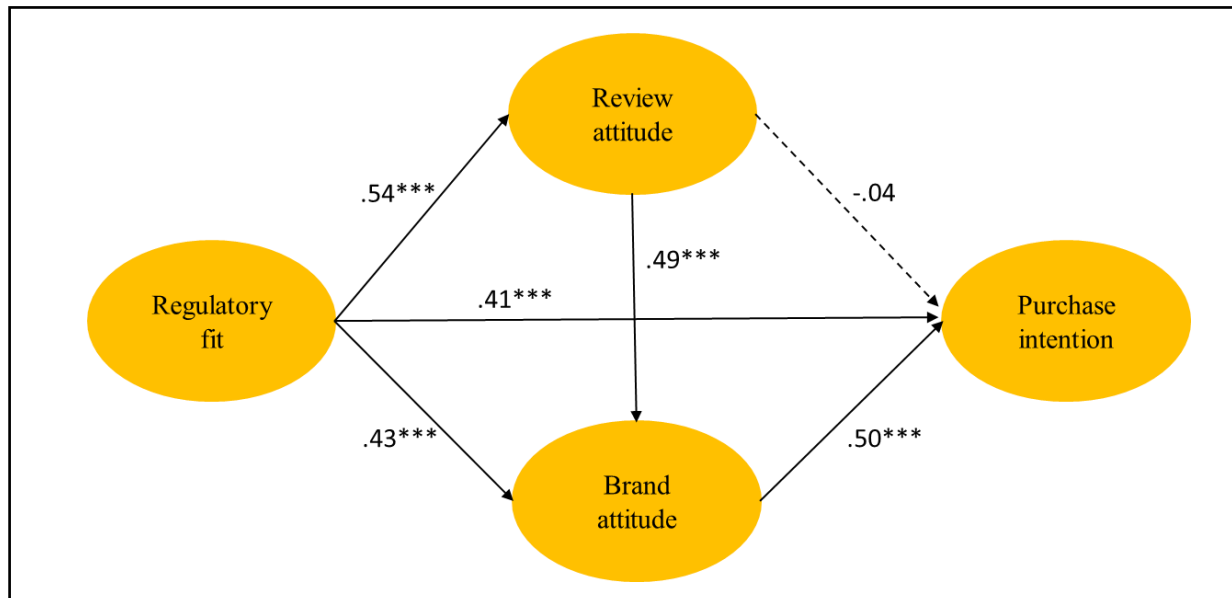 Review
attitude
.54***
-.04
.49***
Regulatory
fit
.41***
Purchase
intention
.43***
.50***
Brand
attitude